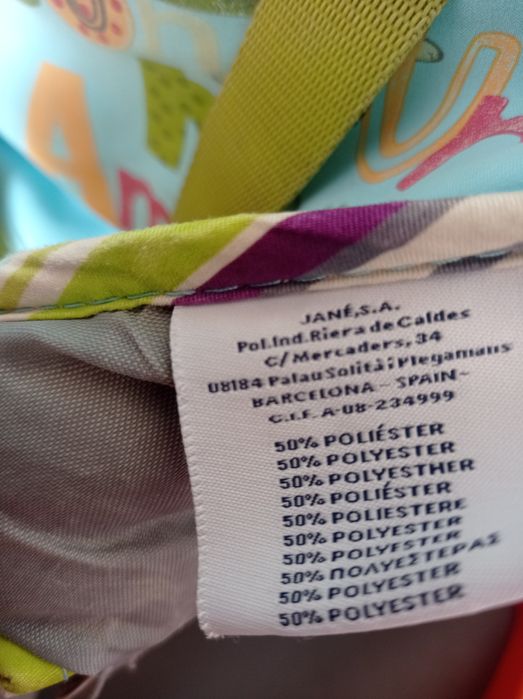 JANÉ,S.A.
Pol.Ind.Riera de Caldes
C/Mercaders, 34
08184 Palau Solità i Plegamans
BARCELONA - SPAIN-
C.I.F. A-08-234999
50% POLIÉSTER
50% POLYESTER
50% POLYESTHER
50% POLIÉSTER
50% POLIESTERE
50% POLYESTER
50% POLYESTER
50% ΠΟΛΥΕΣΤΕΡΑΣ
50% POLYESTER
50% POLYESTER